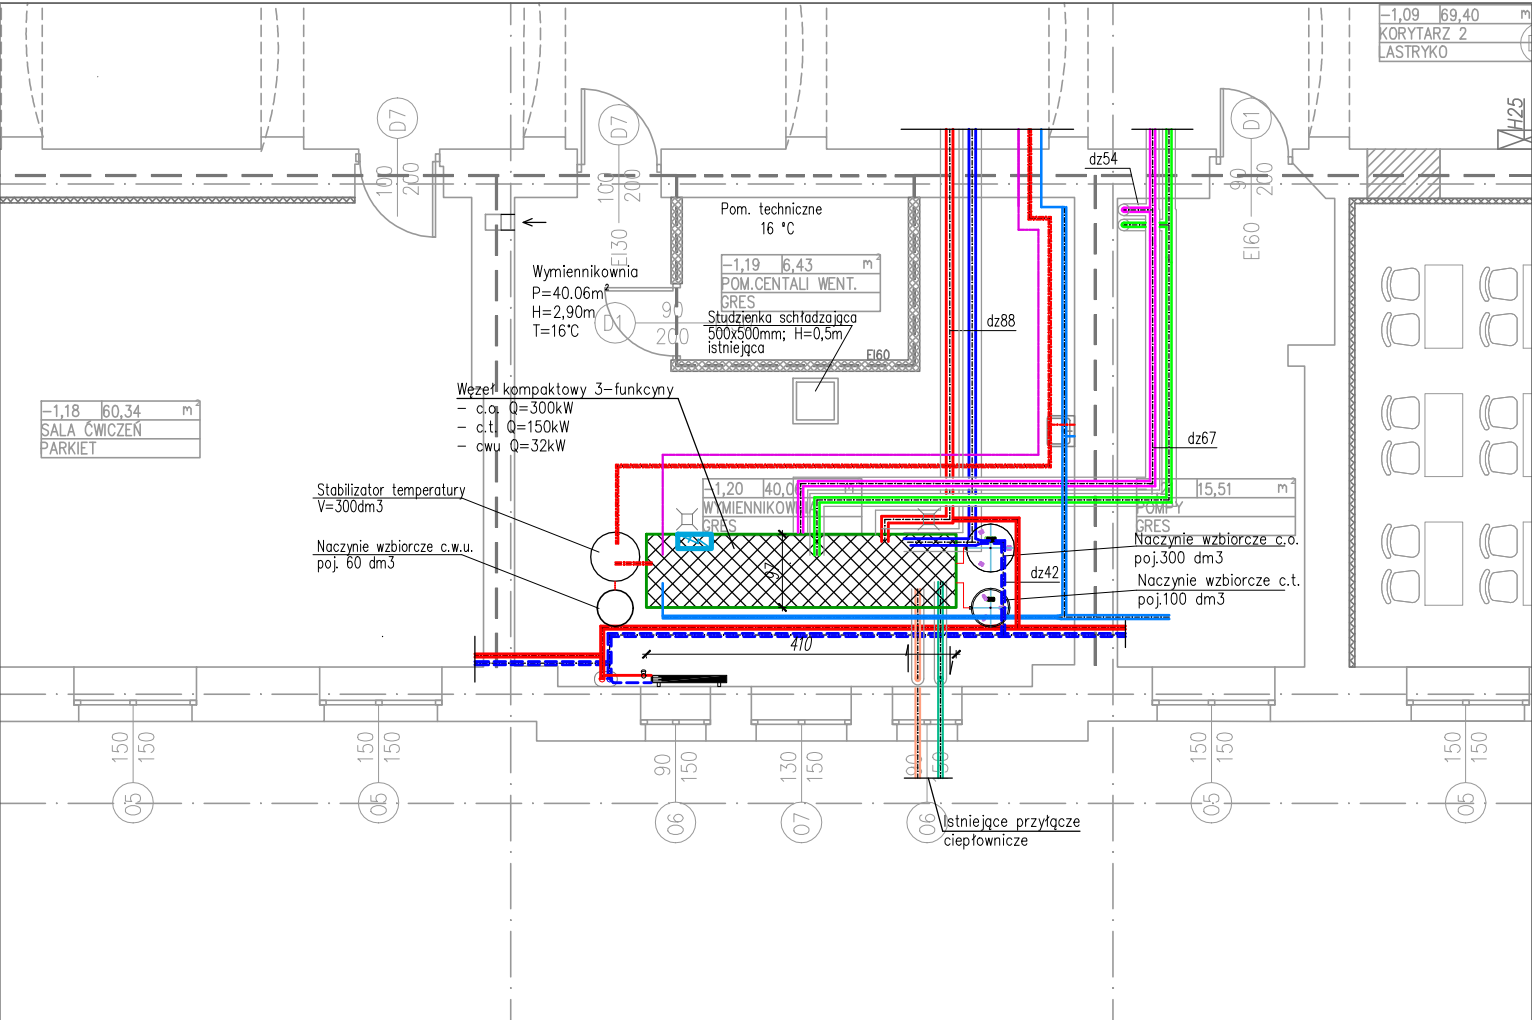 -1,09 69,40 m
KORYTARZ 2
LASTRYKO
H25
D7
100
200
D7
100
200
EI30
D1
90
200
EI60
dz54
Pom. techniczne
16 °C
-1,19 6,43 m²
POM.CENTALI WENT.
GRES
Wymiennikownia
P=40.06m²
H=2,90m
T=16°C
D1
90
200
Studzienka schładzająca
500x500mm; H=0,5m
istniejąca
EI60
dz88
Węzeł kompaktowy 3-funkcyny
- c.o. Q=300kW
- c.t. Q=150kW
- cwu Q=32kW
-1,18 60,34 m²
SALA ĆWICZEŃ
PARKIET
dz67
Stabilizator temperatury
V=300dm3
-1,20 40,0 m
WYMIENNIKOW
GRES
15,51 m²
POMPY
GRES
Naczynie wzbiorcze c.w.u.
poj. 60 dm3
Naczynie wzbiorcze c.o.
poj.300 dm3
97
dz42
Naczynie wzbiorcze c.t.
poj.100 dm3
410
150
150
05
150
150
05
90
150
06
130
150
07
90
06
150
150
05
150
150
05
Istniejące przyłącze
ciepłownicze